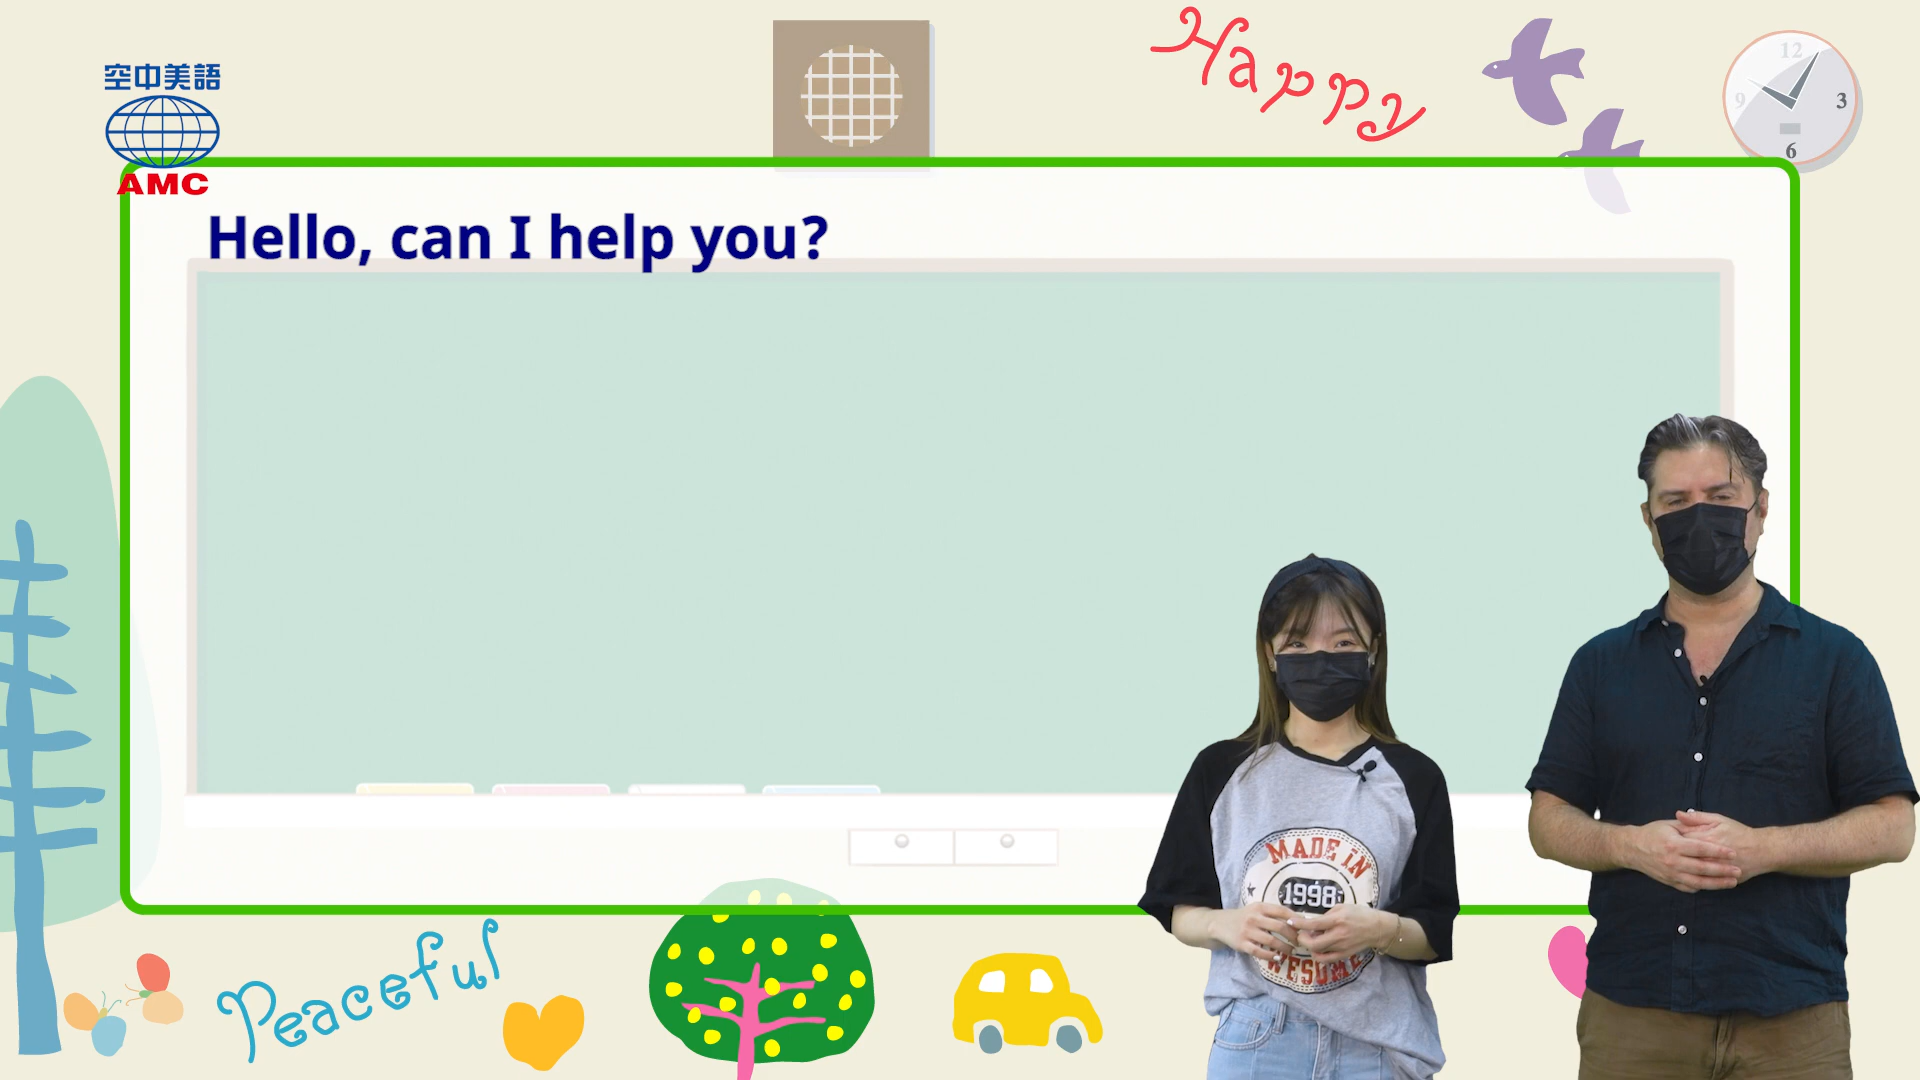 空中美語
AMC
Happy
12
9
3
6
Hello, can I help you?
MADE IN
1998
Peaceful